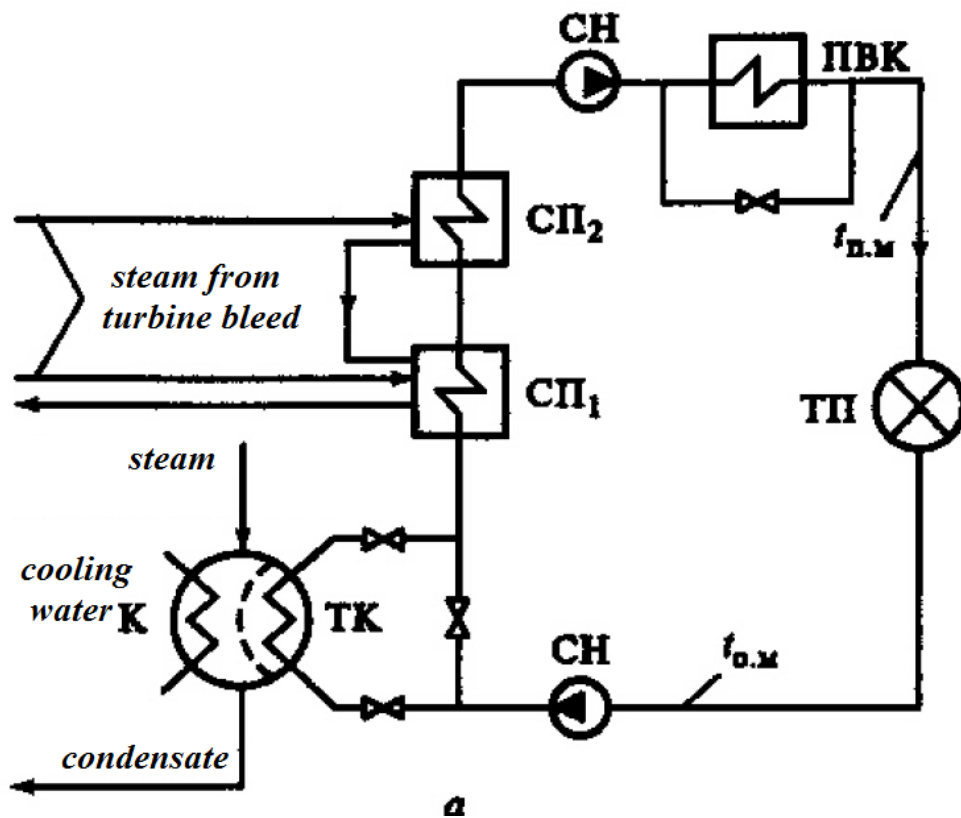 СН
ПВК
СП₂
tп.м
steam from
turbine bleed
СП₁
ТП
steam
cooling
water
К
ТК
СН
tо.м
condensate
а